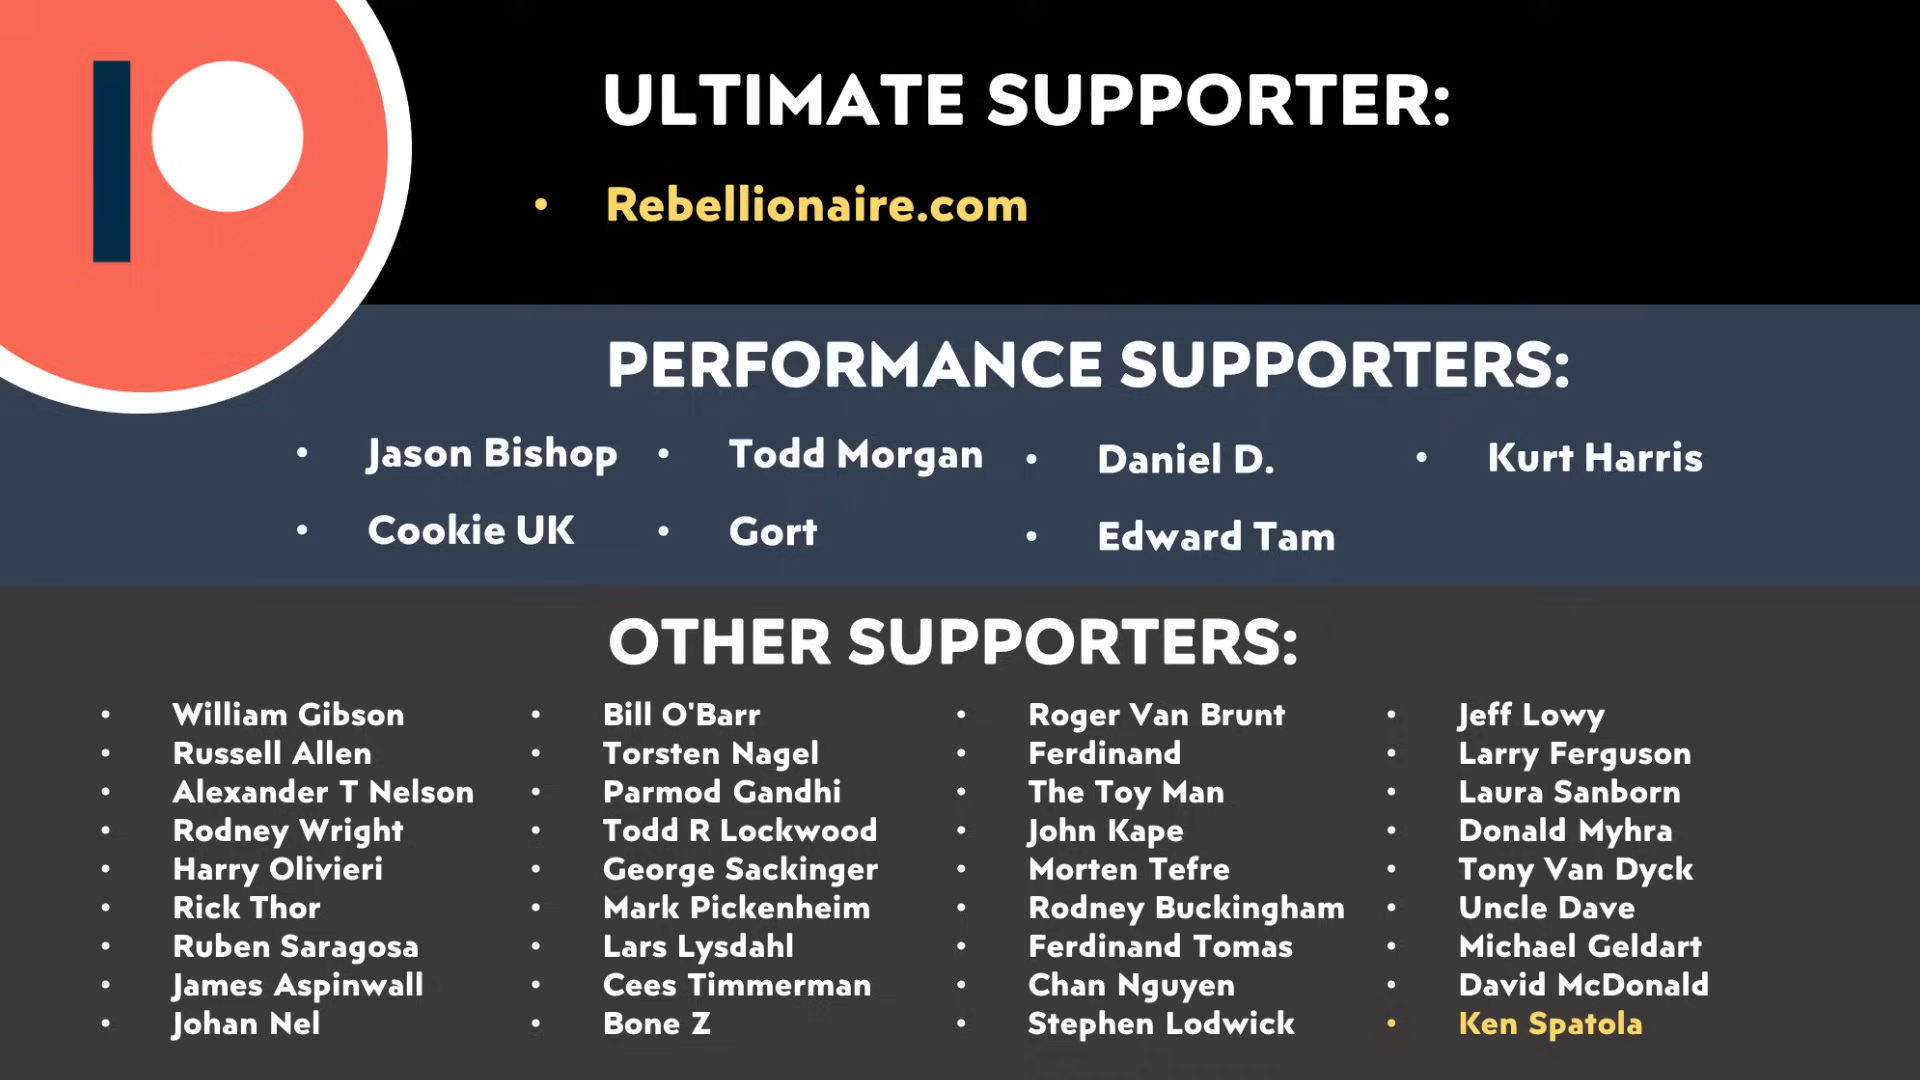 ULTIMATE SUPPORTER:
• Rebellionaire.com
PERFORMANCE SUPPORTERS:
• Jason Bishop • Todd Morgan • Daniel D. • Kurt Harris
• Cookie UK • Gort • Edward Tam
OTHER SUPPORTERS:
• William Gibson • Bill O'Barr • Roger Van Brunt • Jeff Lowy
• Russell Allen • Torsten Nagel • Ferdinand • Larry Ferguson
• Alexander T Nelson • Parmod Gandhi • The Toy Man • Laura Sanborn
• Rodney Wright • Todd R Lockwood • John Kape • Donald Myhra
• Harry Olivieri • George Sackinger • Morten Tefre • Tony Van Dyck
• Rick Thor • Mark Pickenheim • Rodney Buckingham • Uncle Dave
• Ruben Saragosa • Lars Lysdahl • Ferdinand Tomas • Michael Geldart
• James Aspinwall • Cees Timmerman • Chan Nguyen • David McDonald
• Johan Nel • Bone Z • Stephen Lodwick • Ken Spatola